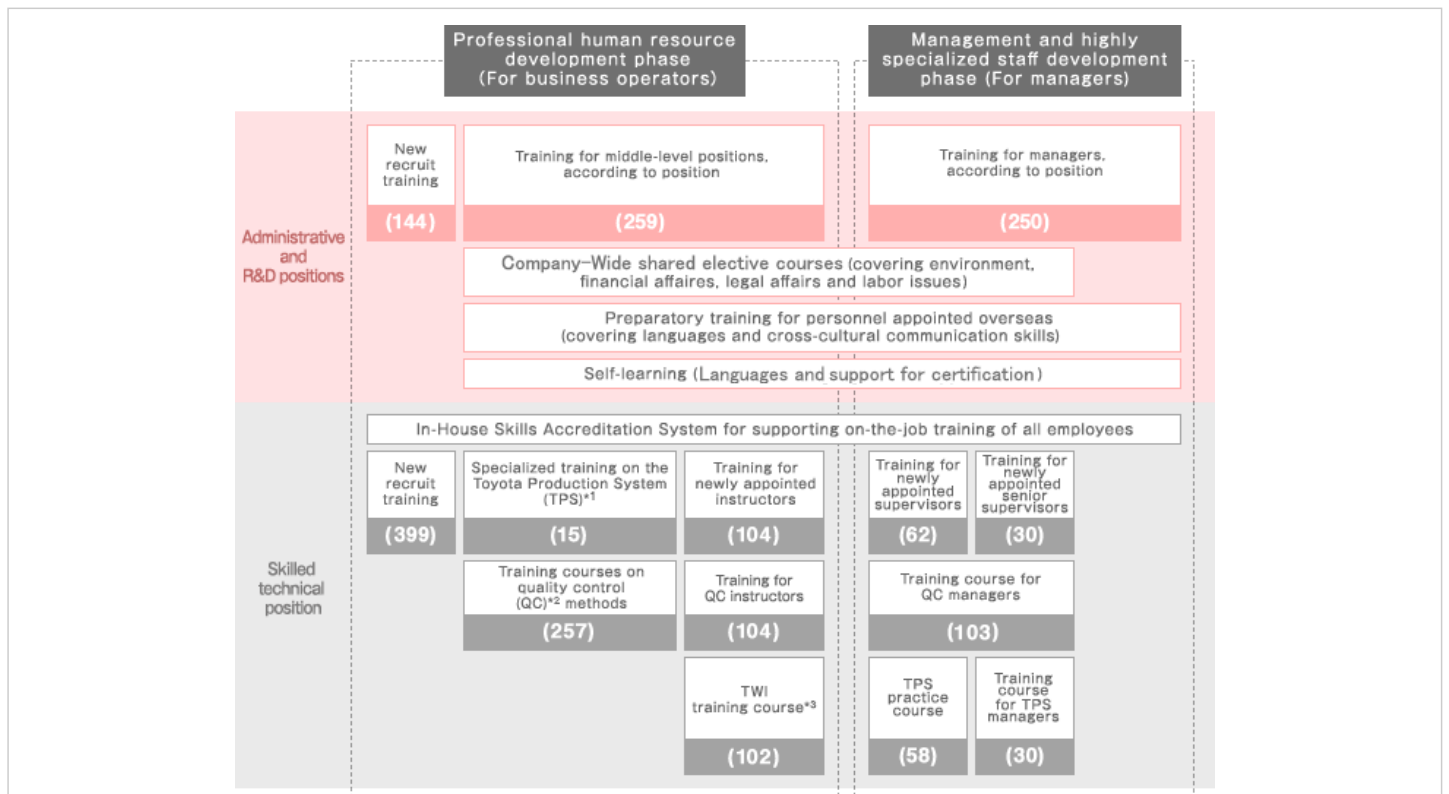 Professional human resource
development phase
(For business operators)
Management and highly
specialized staff development
phase (For managers)
Administrative
and
R&D positions
New
recruit
training
(144)
Training for middle-level positions,
according to position
(259)
Training for managers,
according to position
(250)
Company-Wide shared elective courses (covering environment,
financial affaires, legal affairs and labor issues)
Preparatory training for personnel appointed overseas
(covering languages and cross-cultural communication skills)
Self-learning (Languages and support for certification)
Skilled
technical
position
In-House Skills Accreditation System for supporting on-the-job training of all employees
New
recruit
training
(399)
Specialized training on the
Toyota Production System
(TPS)*1
(15)
Training for
newly appointed
instructors
(104)
Training for
newly
appointed
supervisors
(62)
Training for
newly
appointed
senior
supervisors
(30)
Training courses on
quality control
(QC)*2 methods
(257)
Training for
QC instructors
(104)
Training course for
QC managers
(103)
TWI
training course*3
(102)
TPS
practice
course
(58)
Training
course
for TPS
managers
(30)